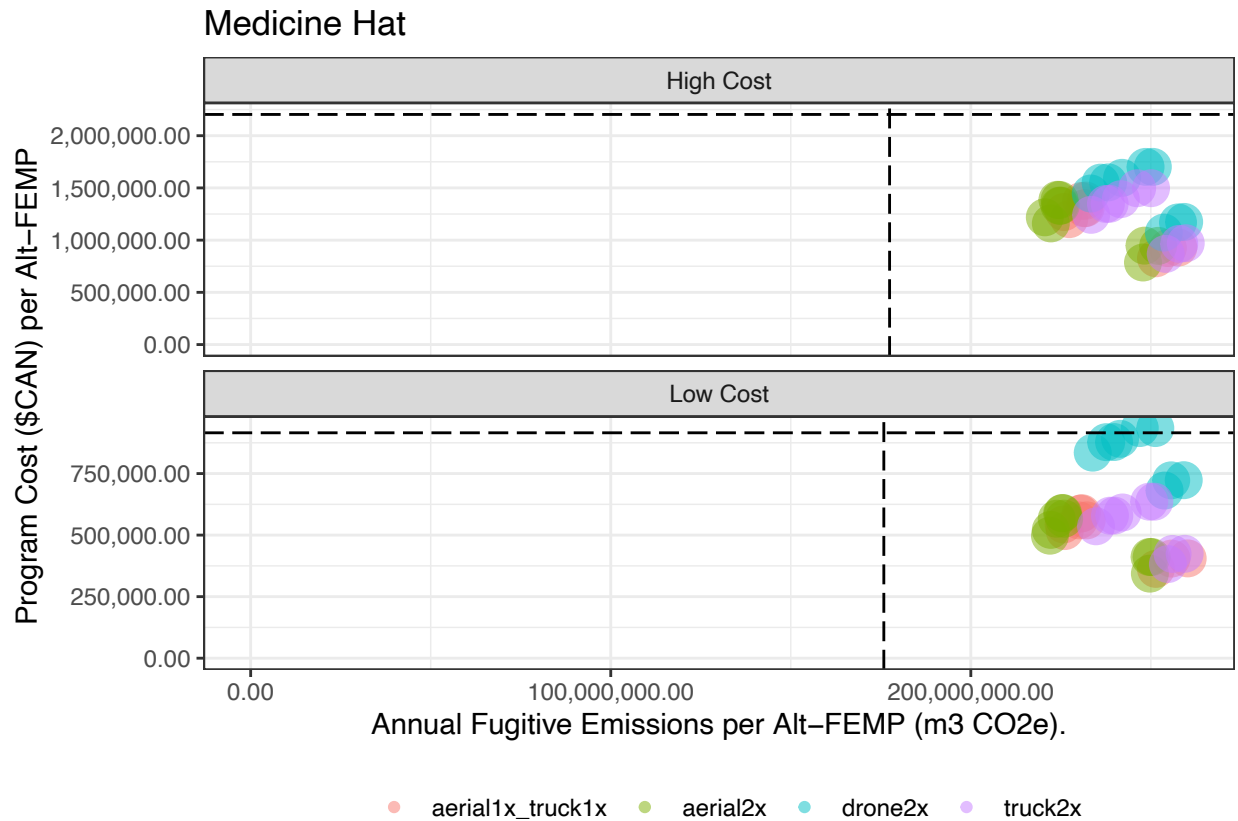 Medicine Hat
High Cost
2,000,000.00
1,500,000.00
1,000,000.00
500,000.00
0.00
Low Cost
750,000.00
500,000.00
250,000.00
0.00
Program Cost ($CAN) per Alt−FEMP
0.00 100,000,000.00 200,000,000.00
Annual Fugitive Emissions per Alt−FEMP (m3 CO2e).
aerial1x_truck1x aerial2x drone2x truck2x